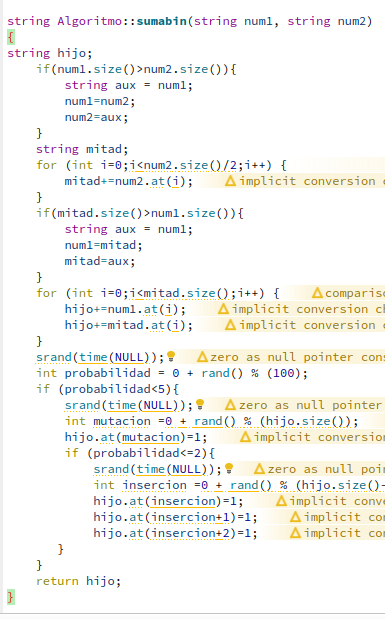 string Algoritmo::sumabin(string num1, string num2)
{
string hijo;
if(num1.size()>num2.size()){
string aux = num1;
num1=num2;
num2=aux;
}
string mitad;
for (int i=0;i<num2.size()/2;i++) {
mitad+=num2.at(i); implicit conversion c
}
if(mitad.size()>num1.size()){
string aux = num1;
num1=mitad;
mitad=aux;
}
for (int i=0;i<mitad.size();i++) { comparis
hijo+=num1.at(i); implicit conversion ch
hijo+=mitad.at(i); implicit conversion c
}
srand(time(NULL)); zero as null pointer cons
int probabilidad = 0 + rand() % (100);
if (probabilidad<5){
srand(time(NULL)); zero as null pointer
int mutacion =0 + rand() % (hijo.size());
hijo.at(mutacion)=1; implicit conversion
if (probabilidad<=2){
srand(time(NULL)); zero as null poin
int insercion =0 + rand() % (hijo.size()-
hijo.at(insercion)=1; implicit conve
hijo.at(insercion+1)=1; implicit con
hijo.at(insercion+2)=1; implicit con
}
}
return hijo;
}